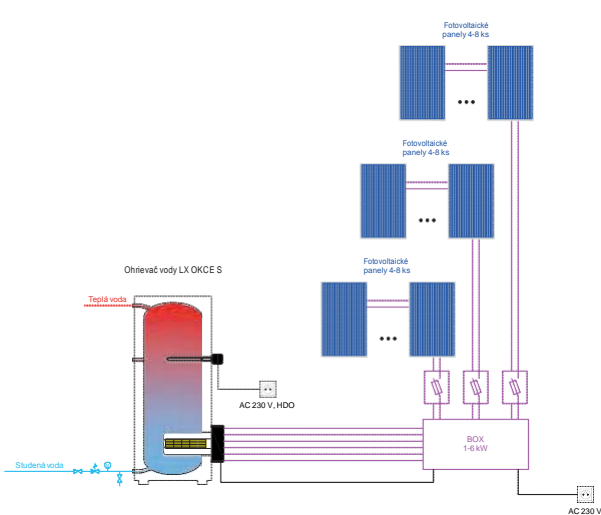 Fotovoltaické
panely 4-8 ks
Fotovoltaické
panely 4-8 ks
Fotovoltaické
panely 4-8 ks
Ohrievač vody LX OKCE S
Teplá voda
AC 230 V, HDO
BOX
1-6 kW
Studená voda
AC 230 V